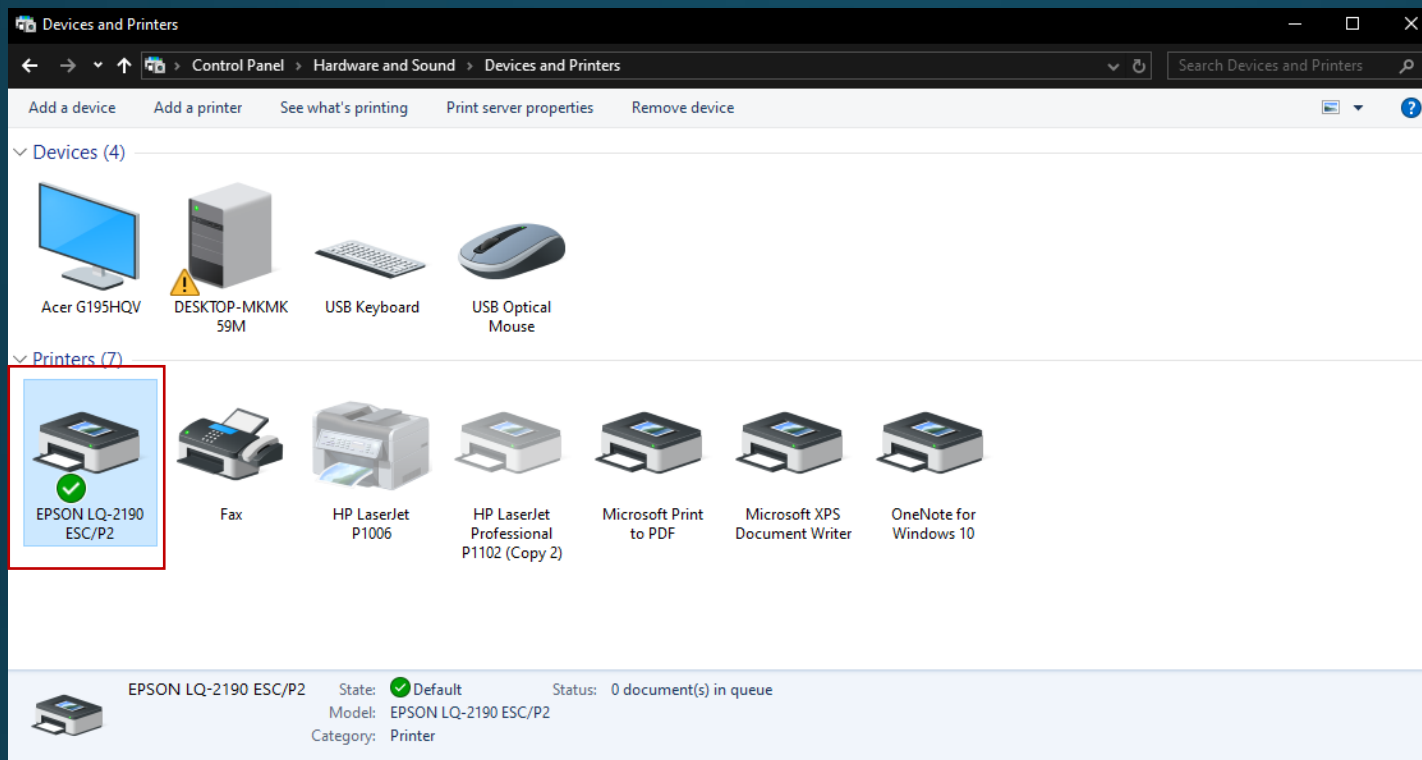 Devices and Printers
Control Panel > Hardware and Sound > Devices and Printers
Search Devices and Printers
Add a device Add a printer See what's printing Print server properties Remove device
?
Devices (4)
Acer G195HQV
DESKTOP-MKMK
59M
USB Keyboard
USB Optical
Mouse
Printers (7)
EPSON LQ-2190
ESC/P2
Fax
HP LaserJet
P1006
HP LaserJet
Professional
P1102 (Copy 2)
Microsoft Print
to PDF
Microsoft XPS
Document Writer
OneNote for
Windows 10
EPSON LQ-2190 ESC/P2 State: Default Status: 0 document(s) in queue
Model: EPSON LQ-2190 ESC/P2
Category: Printer